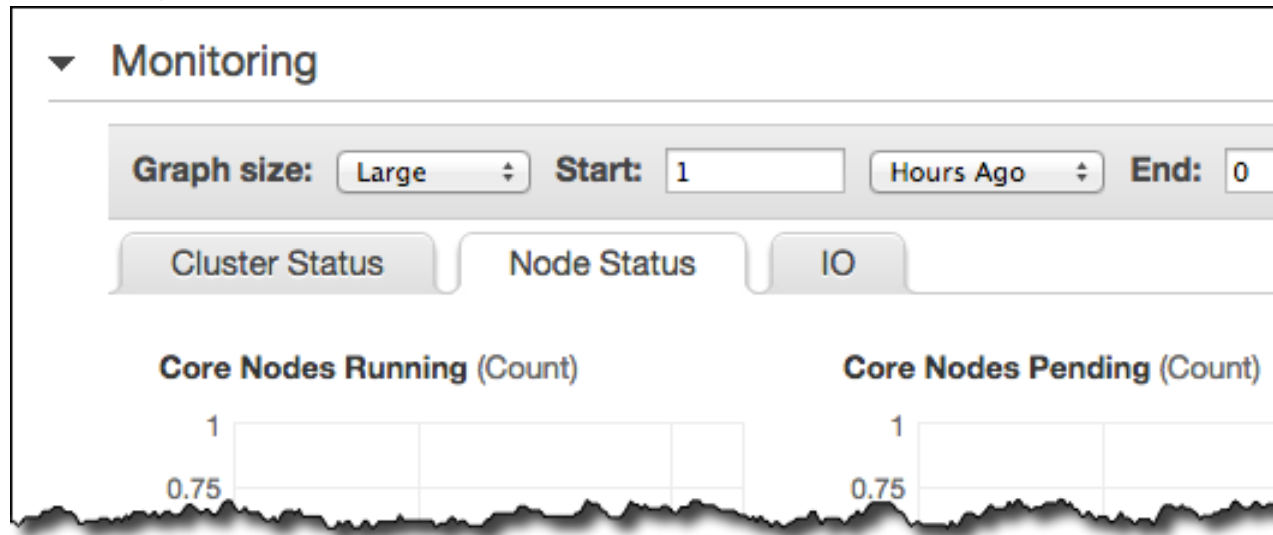 Monitoring
Graph size: Large Start: 1 Hours Ago End: 0
Cluster Status Node Status IO
Core Nodes Running (Count) Core Nodes Pending (Count)
1 1
0.75 0.75